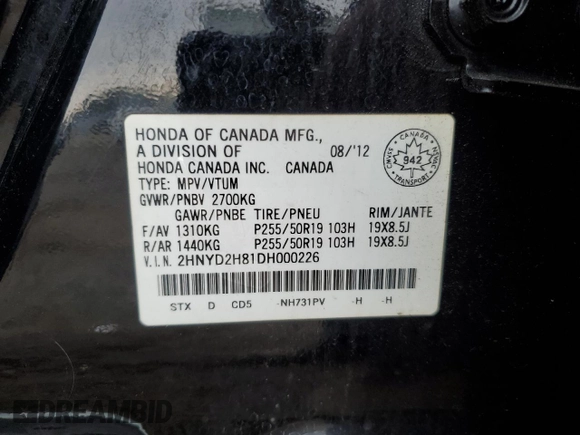 HONDA OF CANADA MFG.,
A DIVISION OF 08/'12
HONDA CANADA INC. CANADA
TYPE: MPV/VTUM
GVWR/PNBV 2700KG
GAWR/PNBE TIRE/PNEU RIM/JANTE
F/AV 1310KG P255/50R19 103H 19X8.5J
R/AR 1440KG P255/50R19 103H 19X8.5J
V.I.N. 2HNYD2H81DH000226
STX D CD5 -NH731PV -H -H
CANADA
CMVSS 942 NSVAC
TRANSPORT
DREAMBID